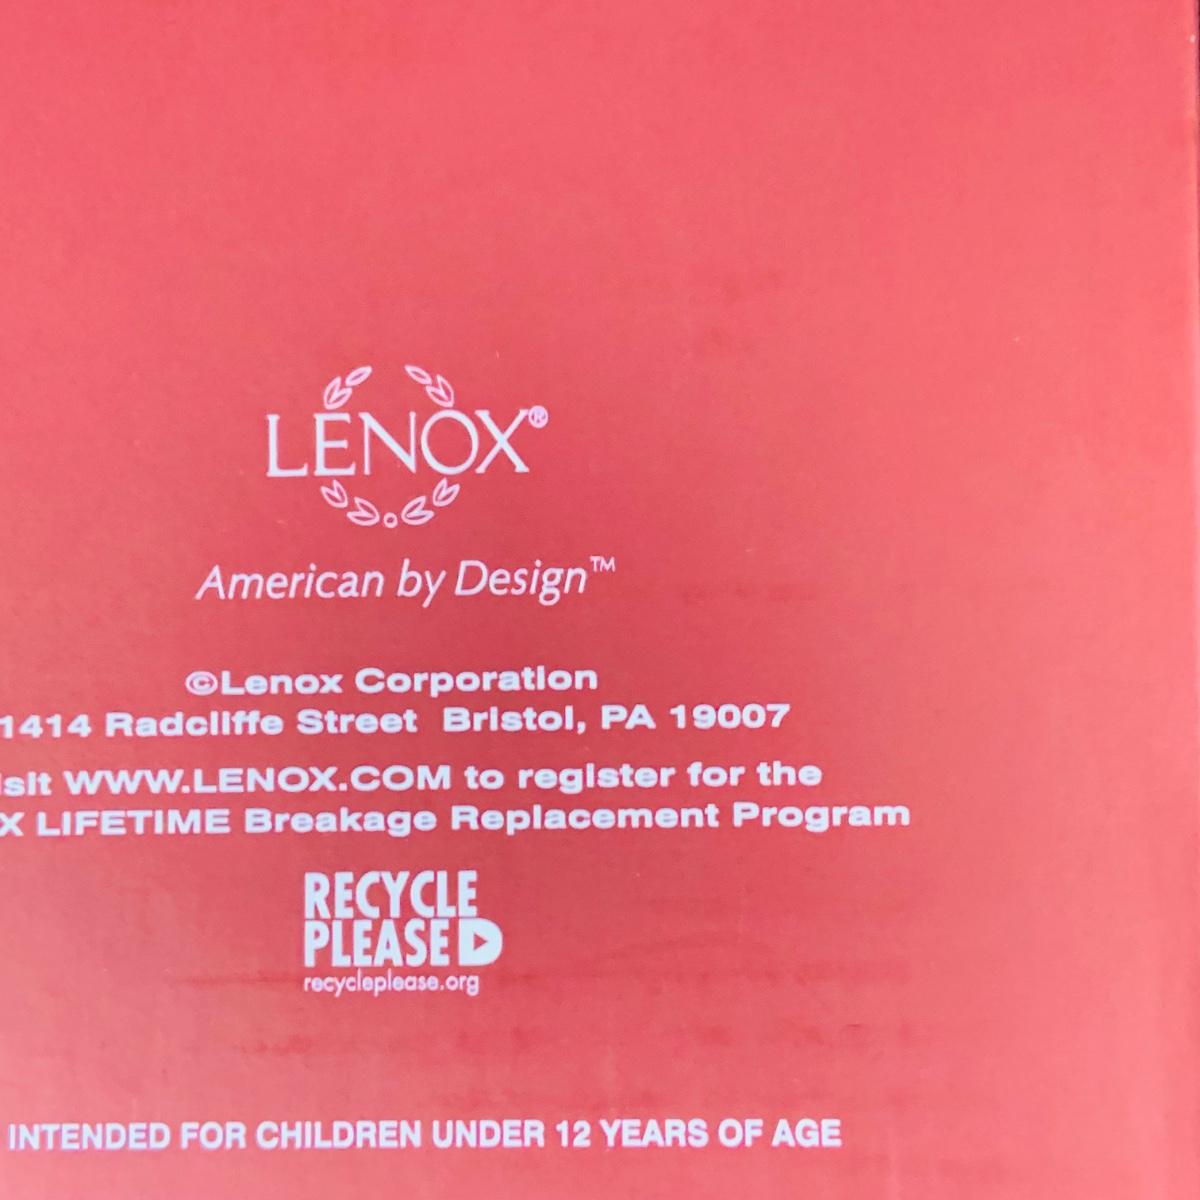 LENOX®
American by Design™
©Lenox Corporation
1414 Radcliffe Street Bristol, PA 19007
WWW.LENOX.COM to register for the
X LIFETIME Breakage Replacement Program
RECYCLE
PLEASE
recycleplease.org
INTENDED FOR CHILDREN UNDER 12 YEARS OF AGE